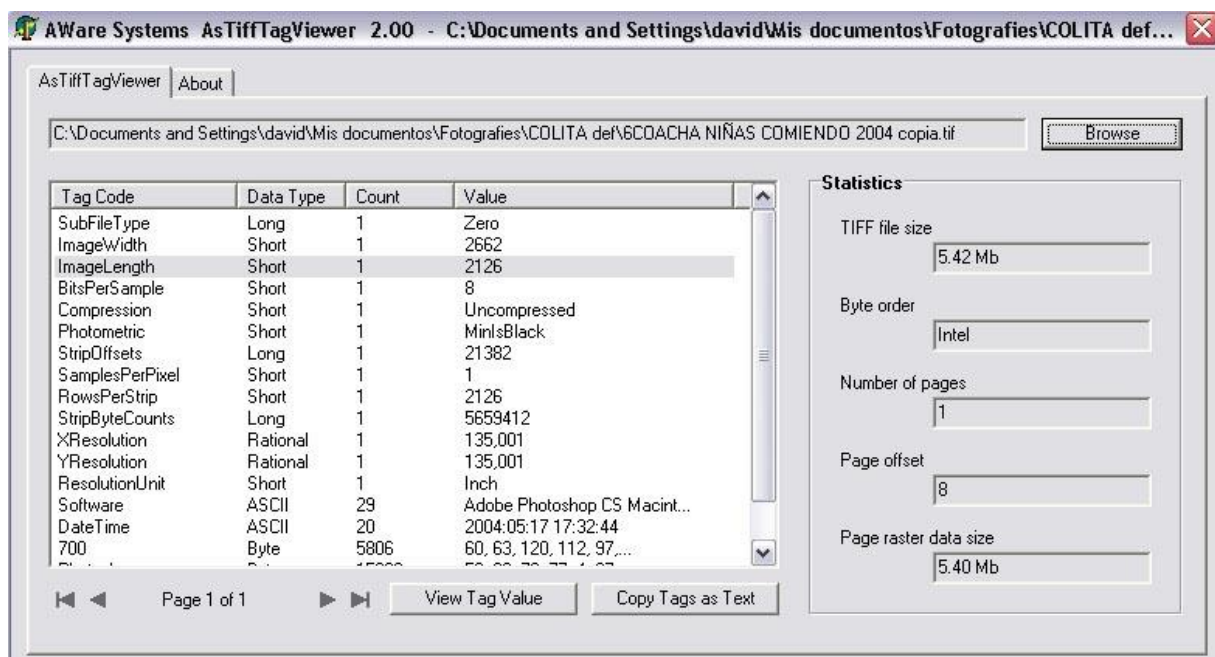 AWare Systems AsTiffTagViewer 2.00 - C:\Documents and Settings\david\Mis documentos\Fotografies\COLITA def...
AsTiffTagViewer About
C:\Documents and Settings\david\Mis documentos\Fotografies\COLITA def\6COACHA NIÑAS COMIENDO 2004 copia.tif Browse
Tag Code Data Type Count Value
SubFileType Long 1 Zero
ImageWidth Short 1 2662
ImageLength Short 1 2126
BitsPerSample Short 1 8
Compression Short 1 Uncompressed
Photometric Short 1 MinIsBlack
StripOffsets Long 1 21382
SamplesPerPixel Short 1 1
RowsPerStrip Short 1 2126
StripByteCounts Long 1 5659412
XResolution Rational 1 135,001
YResolution Rational 1 135,001
ResolutionUnit Short 1 Inch
Software ASCII 29 Adobe Photoshop CS Macint...
DateTime ASCII 20 2004:05:17 17:32:44
700 Byte 5806 60, 63, 120, 112, 97,...
Page 1 of 1 View Tag Value Copy Tags as Text
Statistics
TIFF file size
5.42 Mb
Byte order
Intel
Number of pages
1
Page offset
8
Page raster data size
5.40 Mb